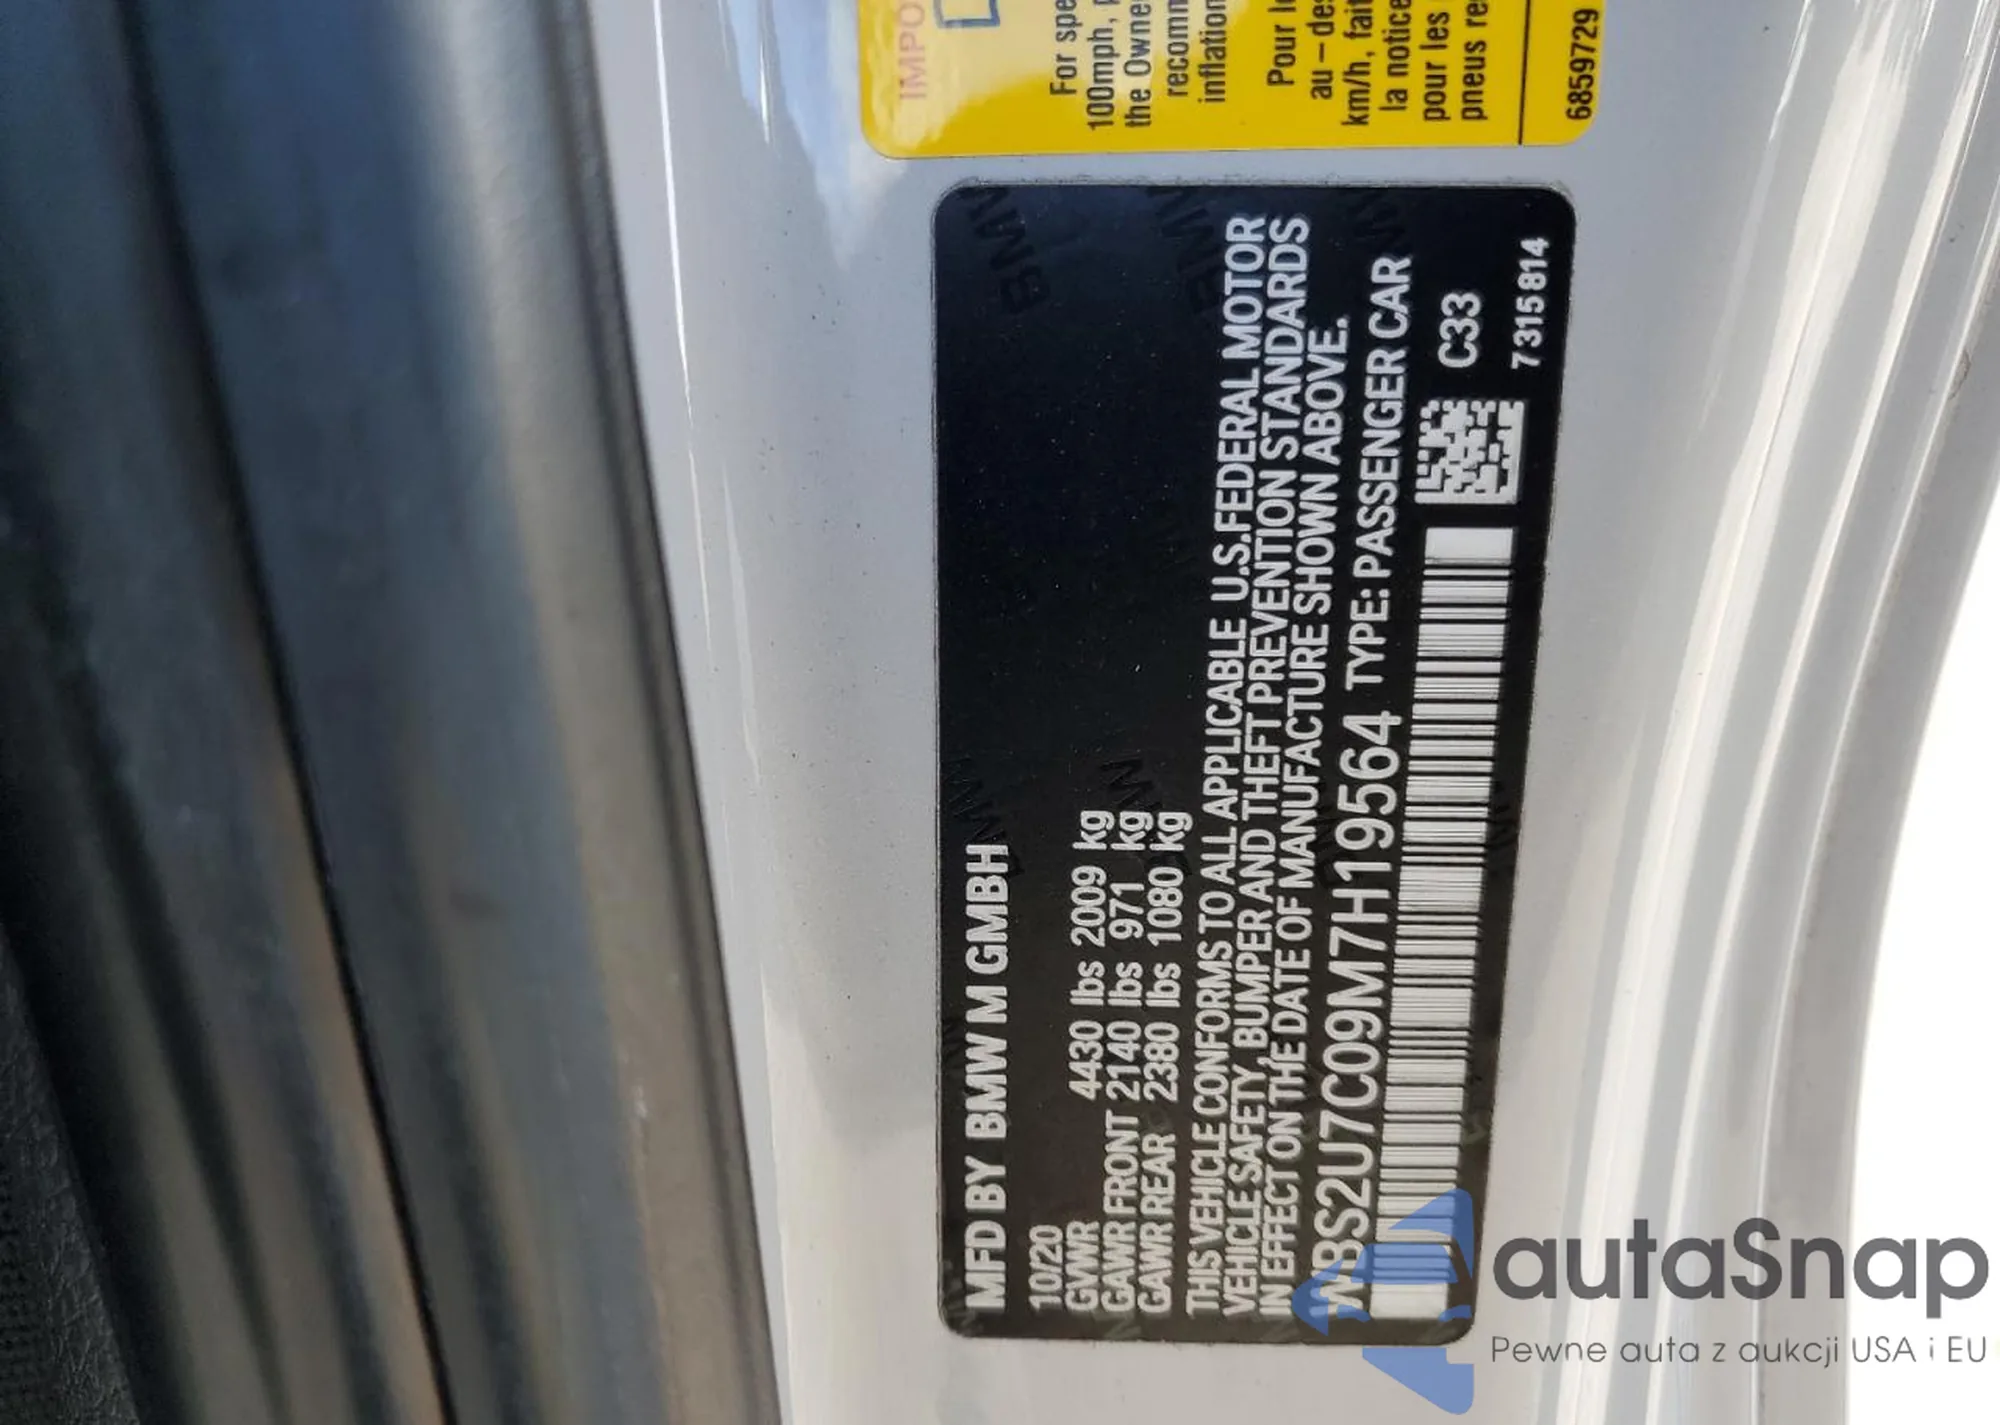 IMPO
For spe
100mph, p
the Owner
recomm
inflation
Pour le
au-des
km/h, fait
la notice
pour les
pneus re
6859729
MFD BY BMW M GMBH
10/20
GVWR 4430 lbs 2009 kg
GAWR FRONT 2140 lbs 971 kg
GAWR REAR 2380 lbs 1080 kg
THIS VEHICLE CONFORMS TO ALL APPLICABLE U.S. FEDERAL MOTOR
VEHICLE SAFETY, BUMPER AND THEFT PREVENTION STANDARDS
IN EFFECT ON THE DATE OF MANUFACTURE SHOWN ABOVE.
WBS2U7C09M7H19564 TYPE: PASSENGER CAR
C33
7315814
autaSnap
Pewne auta z aukcji USA i EU